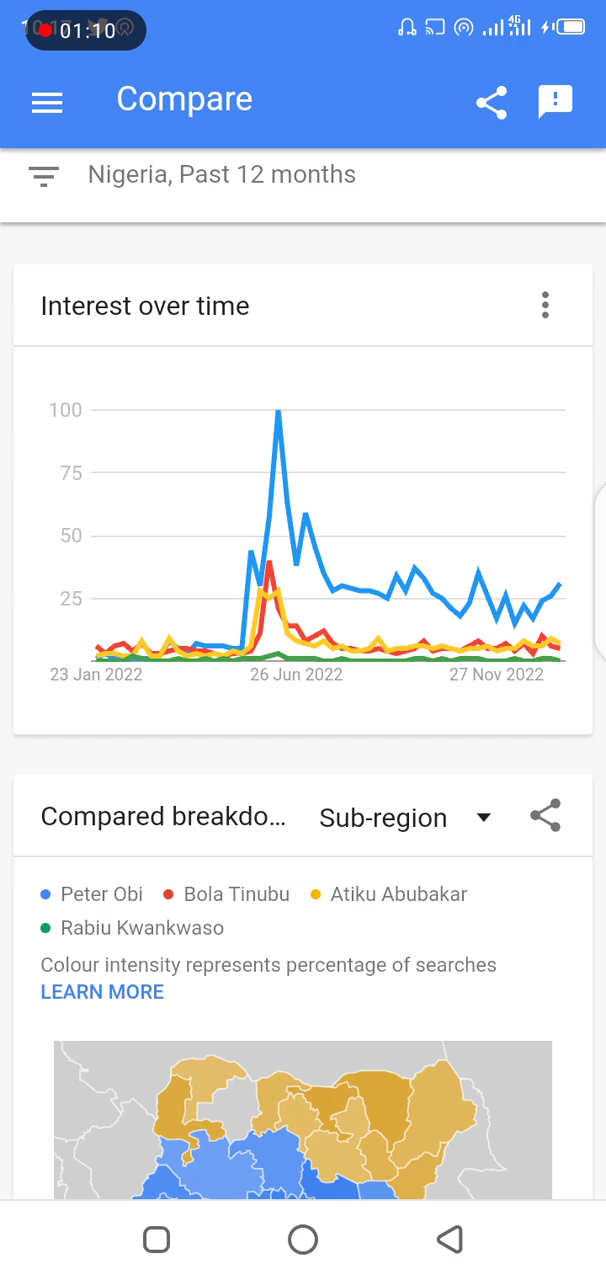 01:10
4G
Compare
Nigeria, Past 12 months
Interest over time
100
75
50
25
23 Jan 2022 26 Jun 2022 27 Nov 2022
Compared breakdo... Sub-region
Peter Obi Bola Tinubu Atiku Abubakar
Rabiu Kwankwaso
Colour intensity represents percentage of searches
LEARN MORE